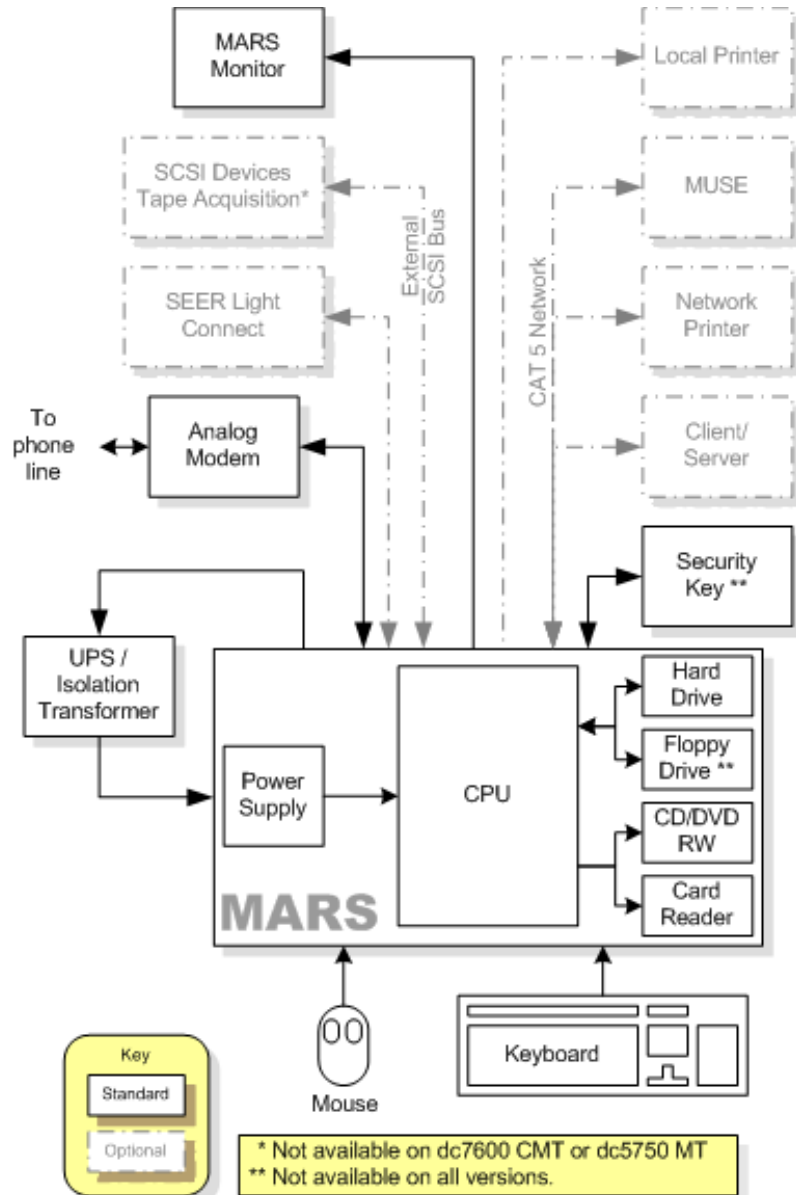 MARS
Monitor
Local Printer
SCSI Devices
Tape Acquisition*
MUSE
External
SCSI Bus
CAT 5 Network
SEER Light
Connect
Network
Printer
To
phone
line
Analog
Modem
Client/
Server
Security
Key **
UPS /
Isolation
Transformer
Hard
Drive
Floppy
Drive **
Power
Supply
CPU
CD/DVD
RW
Card
Reader
MARS
Mouse
Keyboard
Key
Standard
Optional
* Not available on dc7600 CMT or dc5750 MT
** Not available on all versions.